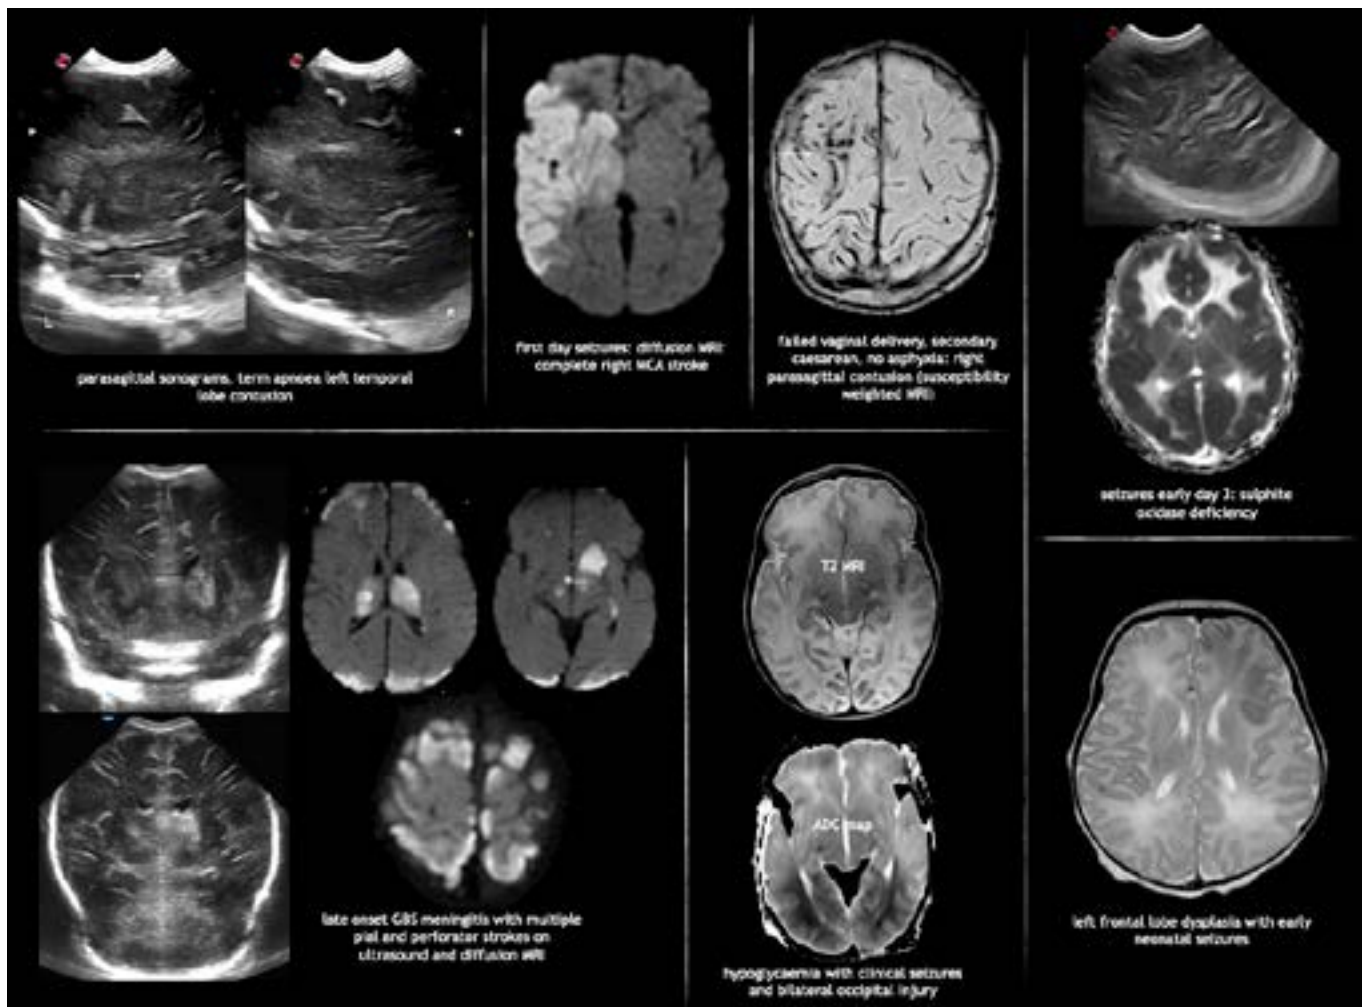 L
R
parasagittal sonograms, term apnoea left temporal
lobe contusion
first day seizures: diffusion MRI:
complete right MCA stroke
failed vaginal delivery, secondary
caesarean, no asphyxia: right
parasagittal contusion (susceptibility
weighted MRI)
seizures early day 3: sulphite
oxidase deficiency
late onset GBS meningitis with multiple
pial and perforator strokes on
ultrasound and diffusion MRI
T2 MRI
ADC map
hypoglycaemia with clinical seizures
and bilateral occipital injury
left frontal lobe dysplasia with early
neonatal seizures